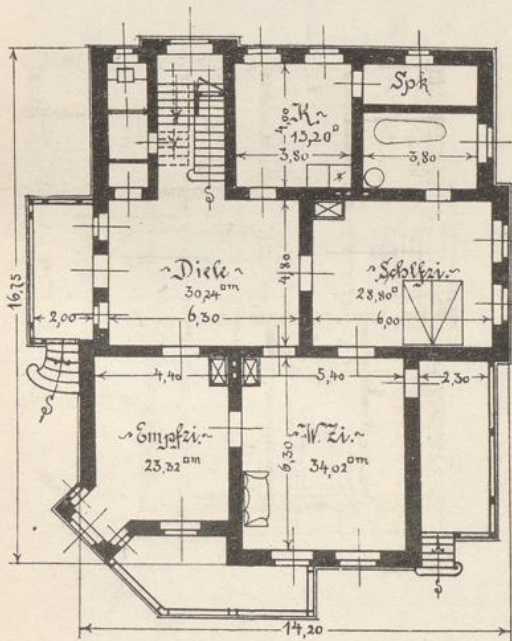 Spk
K.
4,00
15,20□
3,80
3,80
Diele
30,24□m
6,30
4,80
Schlfzi.
28,80□
6,00
16,75
2,00
4,40
5,40
2,30
Empfzi.
23,32□m
W. Zi.
34,02□m
6,30
14,20